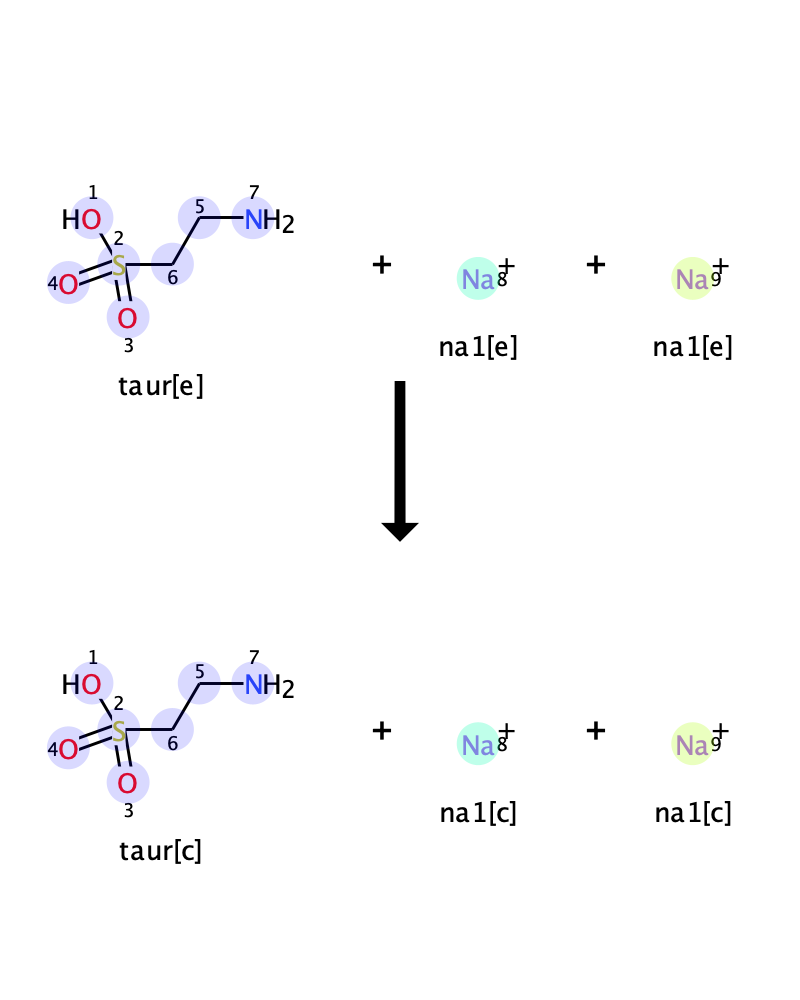 1 7
HO 5 NH2
2
S + Na+ + Na+
4O 6 8 9
O
3 na1[e] na1[e]
taur[e]
1 7
HO 5 NH2
2
S + Na+ + Na+
4O 6 8 9
O
3 na1[c] na1[c]
taur[c]